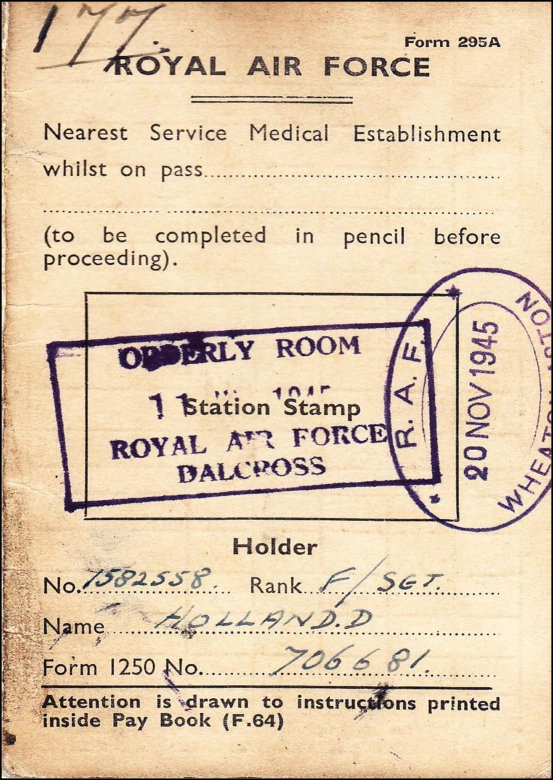 177.
Form 295A
ROYAL AIR FORCE
Nearest Service Medical Establishment
whilst on pass
(to be completed in pencil before
proceeding).
ORDERLY ROOM
11 1945
Station Stamp
ROYAL AIR FORCE
DALCROSS
R.A.F.
20 NOV 1945
WHEATON ASTON
Holder
No. 1582558. Rank F/SGT.
Name HOLLAND.D
Form 1250 No. 706681.
Attention is drawn to instructions printed
inside Pay Book (F.64)